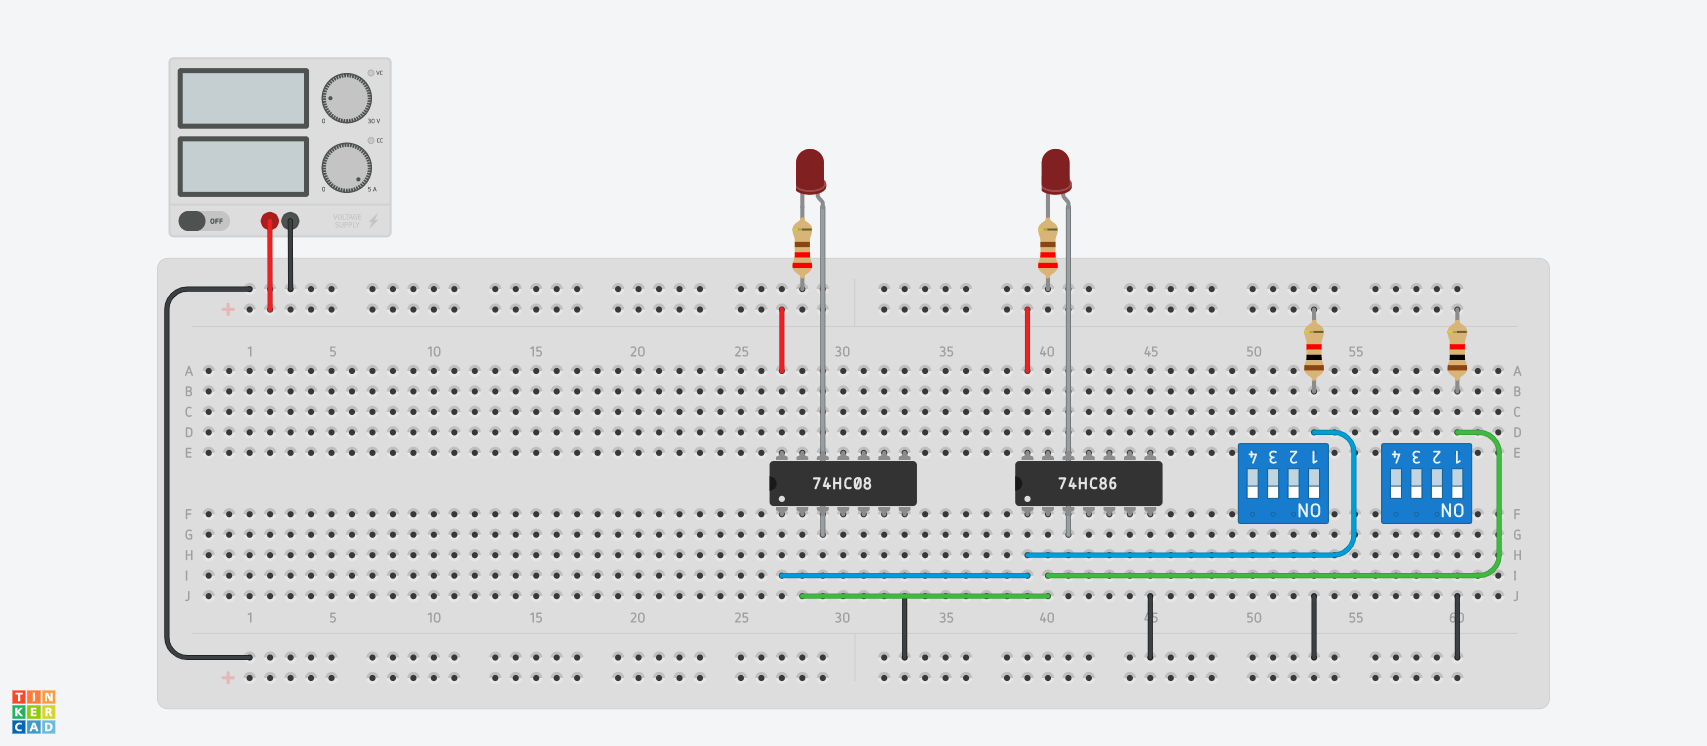 VC
0 30 V
CC
0 5 A
OFF
VOLTAGE
SUPPLY
+
1 5 10 15 20 25 30 35 40 45 50 55
A A
B B
C C
D D
E E
4 3 2 1
4 3 2 1
74HC08
74HC86
ON
ON
F F
G G
H H
I I
J J
1 5 10 15 20 25 30 35 40 45 50 55 60
+
TIN
KER
CAD